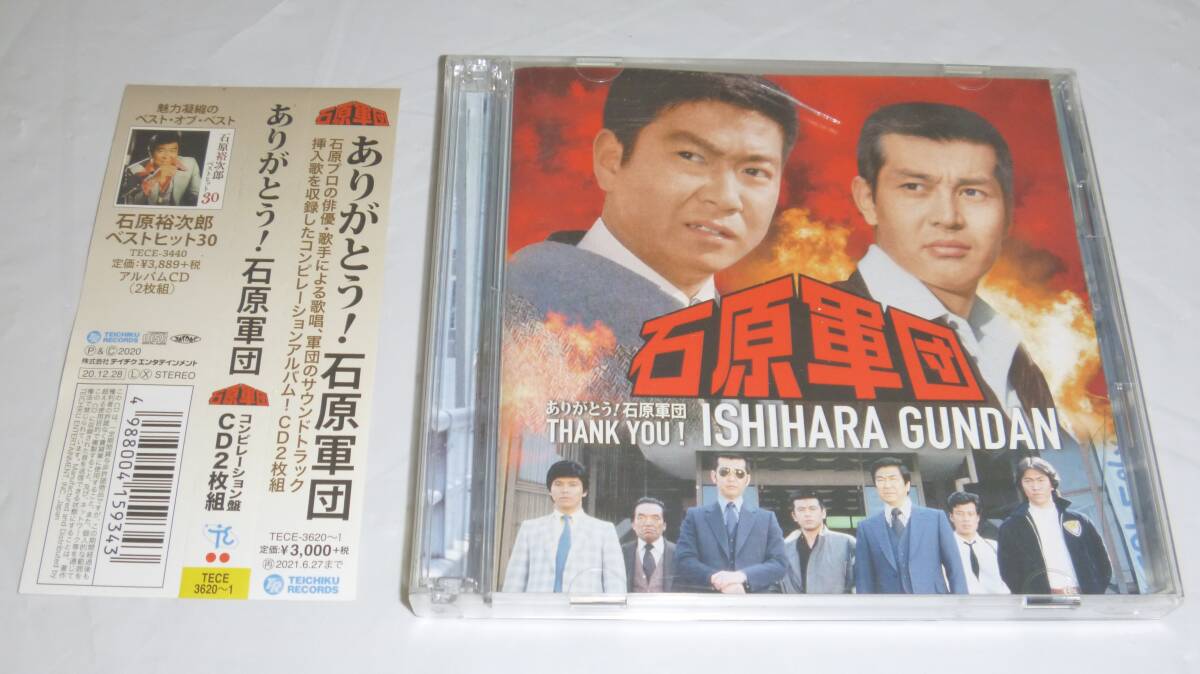 魅力凝縮の
ベスト・オブ・ベスト
石原裕次郎
ベストヒット
30
石原裕次郎
ベストヒット30
TECE-3440
定価:¥3,889+税
アルバムCD
(2枚組)
TEICHIKU
RECORDS
Ⓟ&Ⓒ2020
株式会社テイチクエンタテインメント
20.12.28 Ⓛ Ⓧ STEREO
4 988004 159343
ありがとう!石原軍団
石原軍団
コンピレーション盤
CD2枚組
TECE
3620~1
石原軍団
ありがとう!石原軍団
石原プロの俳優・歌手による歌唱、軍団のサウンドトラック
挿入歌を収録したコンピレーションアルバム!CD2枚組
TECE-3620~1
定価:¥3,000+税
Ⓟ2021.6.27まで
TEICHIKU
RECORDS
石原軍団
ありがとう!石原軍団
THANK YOU! ISHIHARA GUNDAN